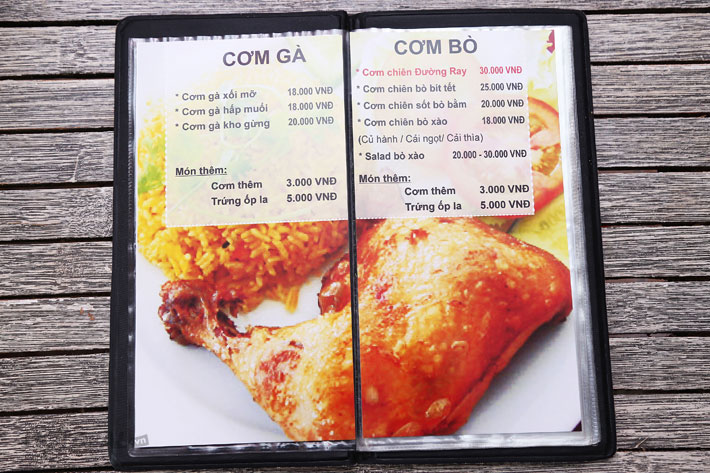 CƠM GÀ
* Cơm gà xối mỡ 18.000 VNĐ
* Cơm gà hấp muối 18.000 VNĐ
* Cơm gà kho gừng 20.000 VNĐ
Món thêm:
Cơm thêm 3.000 VNĐ
Trứng ốp la 5.000 VNĐ
CƠM BÒ
* Cơm chiên Đường Ray 30.000 VNĐ
* Cơm chiên bò bít tết 25.000 VNĐ
* Cơm chiên sốt bò bằm 20.000 VNĐ
* Cơm chiên bò xào 18.000 VNĐ
(Củ hành / Cải ngọt/ Cải thìa)
* Salad bò xào 20.000 - 30.000 VNĐ
Món thêm:
Cơm thêm 3.000 VNĐ
Trứng ốp la 5.000 VNĐ